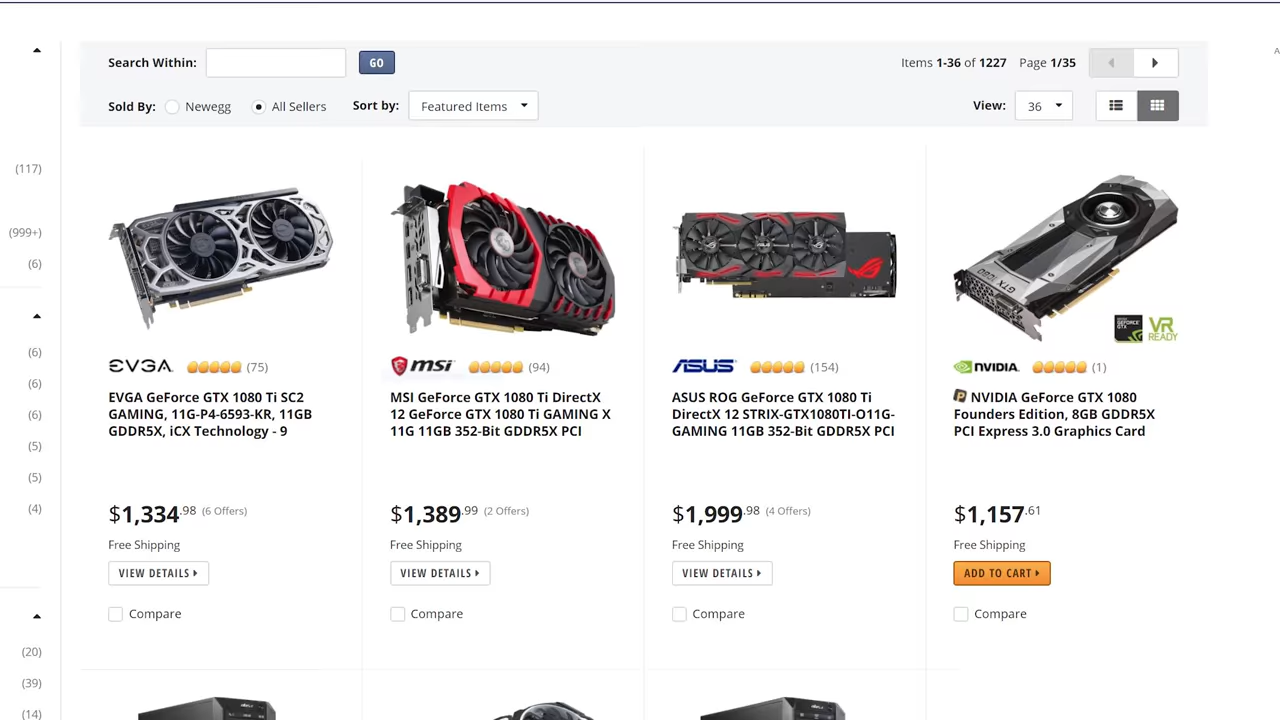 Search Within: GO Items 1-36 of 1227 Page 1/35
Sold By: Newegg All Sellers Sort by: Featured Items View: 36
(117)
(999+)
(6)
(6)
(6)
(6)
(5)
(5)
(4)
(20)
(39)
(14)
EVGA (75)
EVGA GeForce GTX 1080 Ti SC2
GAMING, 11G-P4-6593-KR, 11GB
GDDR5X, iCX Technology - 9
$1,334.98 (6 Offers)
Free Shipping
VIEW DETAILS
Compare
msi (94)
MSI GeForce GTX 1080 Ti DirectX
12 GeForce GTX 1080 Ti GAMING X
11G 11GB 352-Bit GDDR5X PCI
$1,389.99 (2 Offers)
Free Shipping
VIEW DETAILS
Compare
ASUS (154)
ASUS ROG GeForce GTX 1080 Ti
DirectX 12 STRIX-GTX1080TI-O11G-
GAMING 11GB 352-Bit GDDR5X PCI
$1,999.98 (4 Offers)
Free Shipping
VIEW DETAILS
Compare
GTX 1080
GEFORCE
GTX
VR
READY
NVIDIA. (1)
P NVIDIA GeForce GTX 1080
Founders Edition, 8GB GDDR5X
PCI Express 3.0 Graphics Card
$1,157.61
Free Shipping
ADD TO CART
Compare